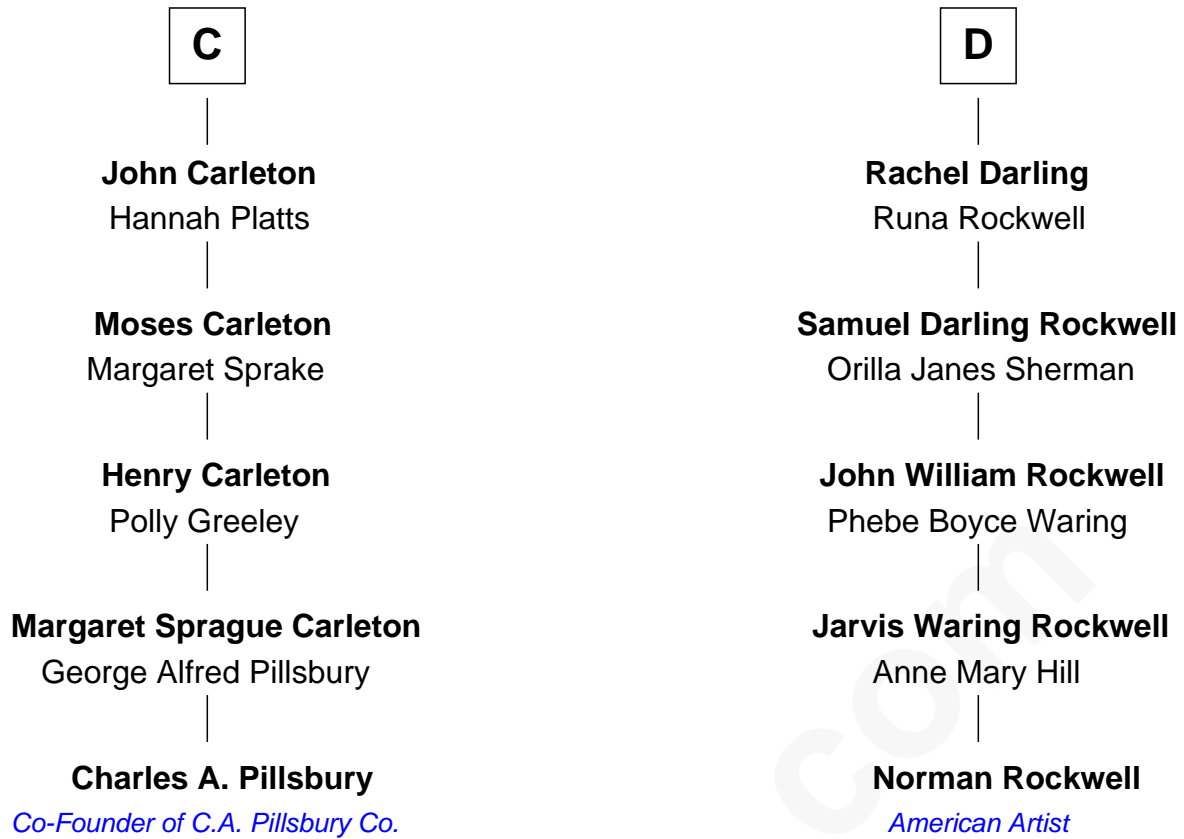 C
John Carleton
Hannah Platts
Moses Carleton
Margaret Sprake
Henry Carleton
Polly Greeley
Margaret Sprague Carleton
George Alfred Pillsbury
Charles A. Pillsbury
Co-Founder of C.A. Pillsbury Co.
D
Rachel Darling
Runa Rockwell
Samuel Darling Rockwell
Orilla Janes Sherman
John William Rockwell
Phebe Boyce Waring
Jarvis Waring Rockwell
Anne Mary Hill
Norman Rockwell
American Artist
com